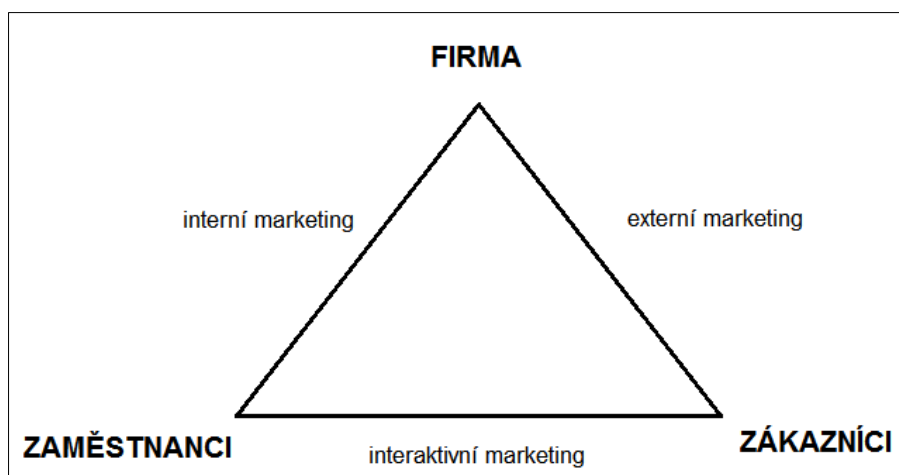 FIRMA
interní marketing
externí marketing
ZAMĚSTNANCI
interaktivní marketing
ZÁKAZNÍCI